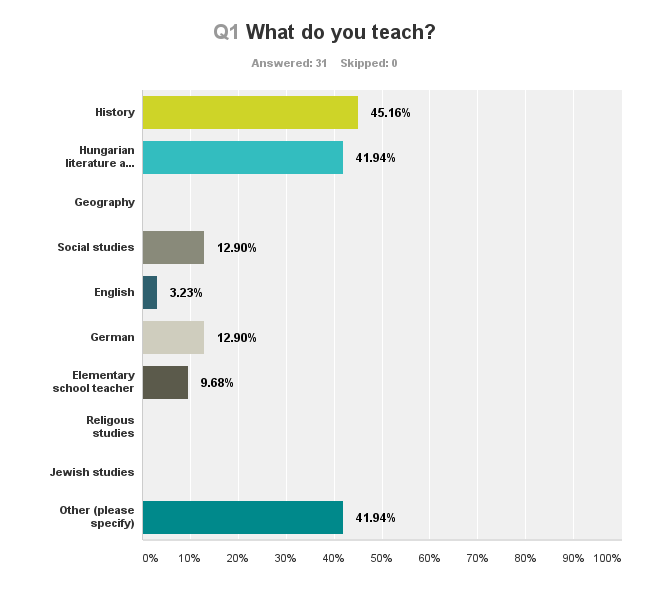 Q1 What do you teach?
Answered: 31 Skipped: 0
History
45.16%
Hungarian
literature a...
41.94%
Geography
Social studies
12.90%
English
3.23%
German
12.90%
Elementary
school teacher
9.68%
Religous
studies
Jewish studies
Other (please
specify)
41.94%
0% 10% 20% 30% 40% 50% 60% 70% 80% 90% 100%